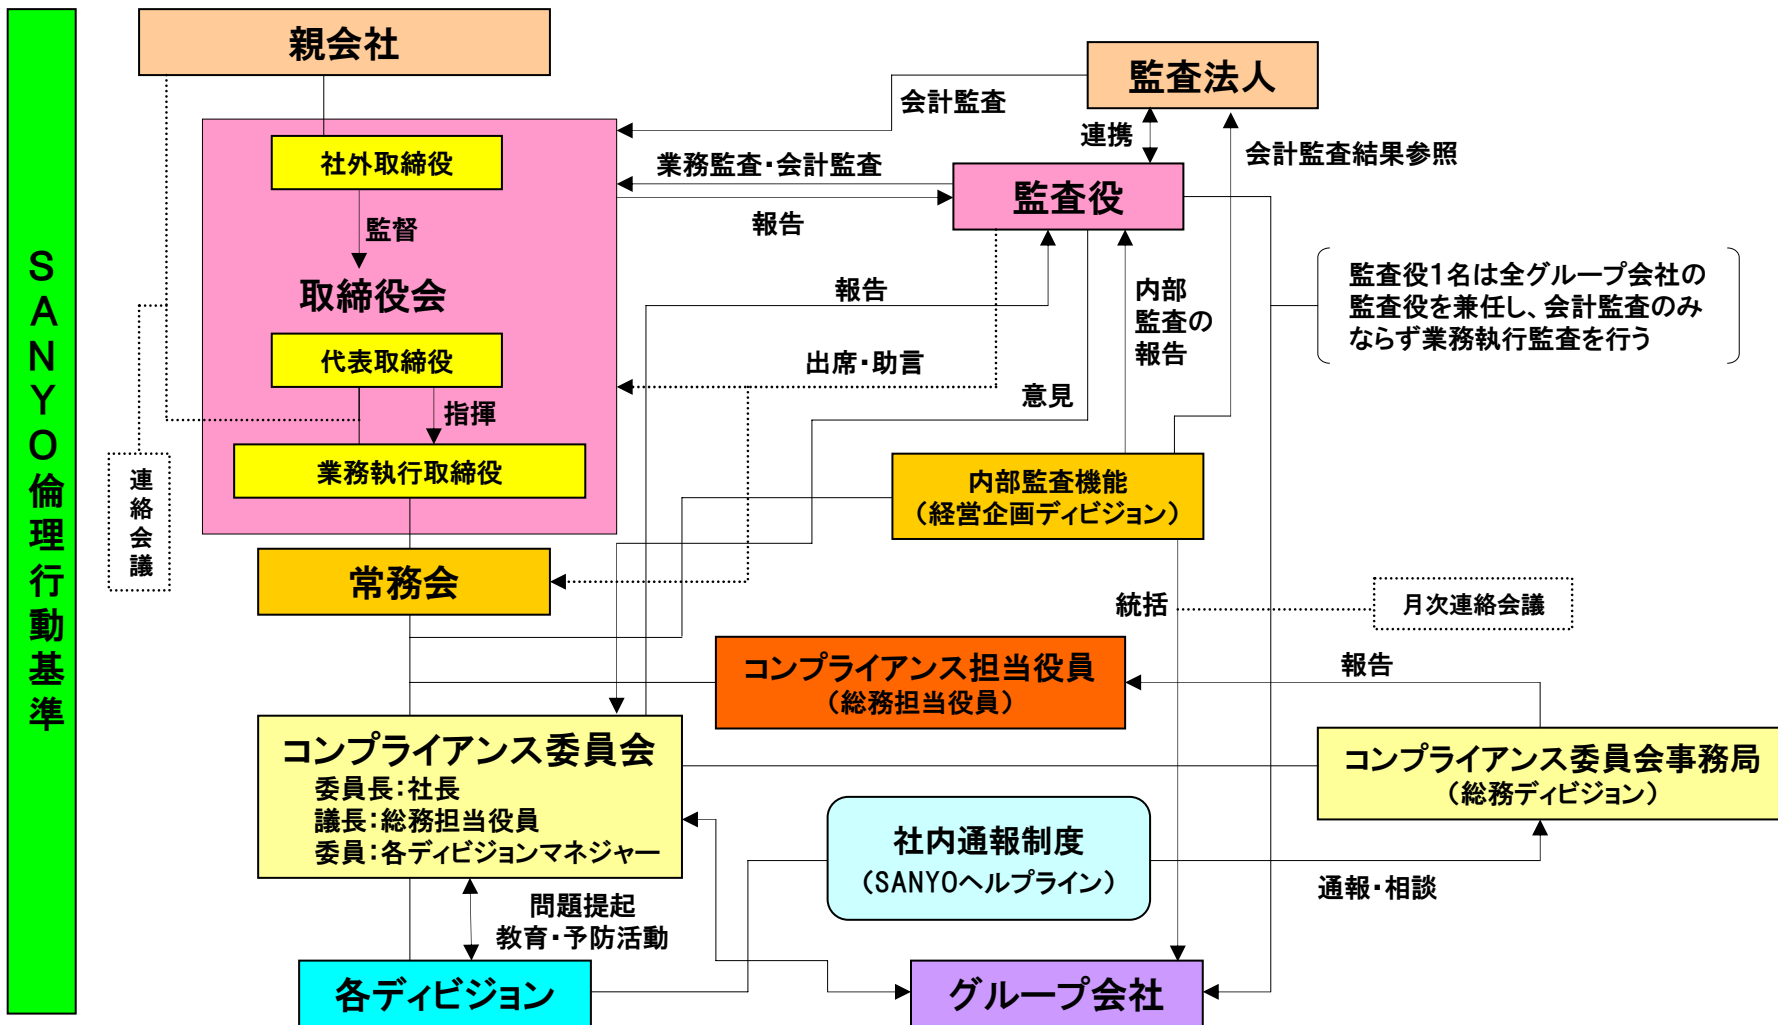 SANYO倫理行動基準
親会社
監査法人
会計監査
連携
会計監査結果参照
社外取締役
業務監査・会計監査
監査役
報告
監督
取締役会
報告
内部
監査の
報告
監査役1名は全グループ会社の
監査役を兼任し、会計監査のみ
ならず業務執行監査を行う
代表取締役
出席・助言
指揮
意見
業務執行取締役
連絡会議
内部監査機能
（経営企画ディビジョン）
常務会
統括
月次連絡会議
コンプライアンス担当役員
（総務担当役員）
報告
コンプライアンス委員会
委員長：社長
議長：総務担当役員
委員：各ディビジョンマネジャー
コンプライアンス委員会事務局
（総務ディビジョン）
社内通報制度
（SANYOヘルプライン）
通報・相談
問題提起
教育・予防活動
各ディビジョン
グループ会社